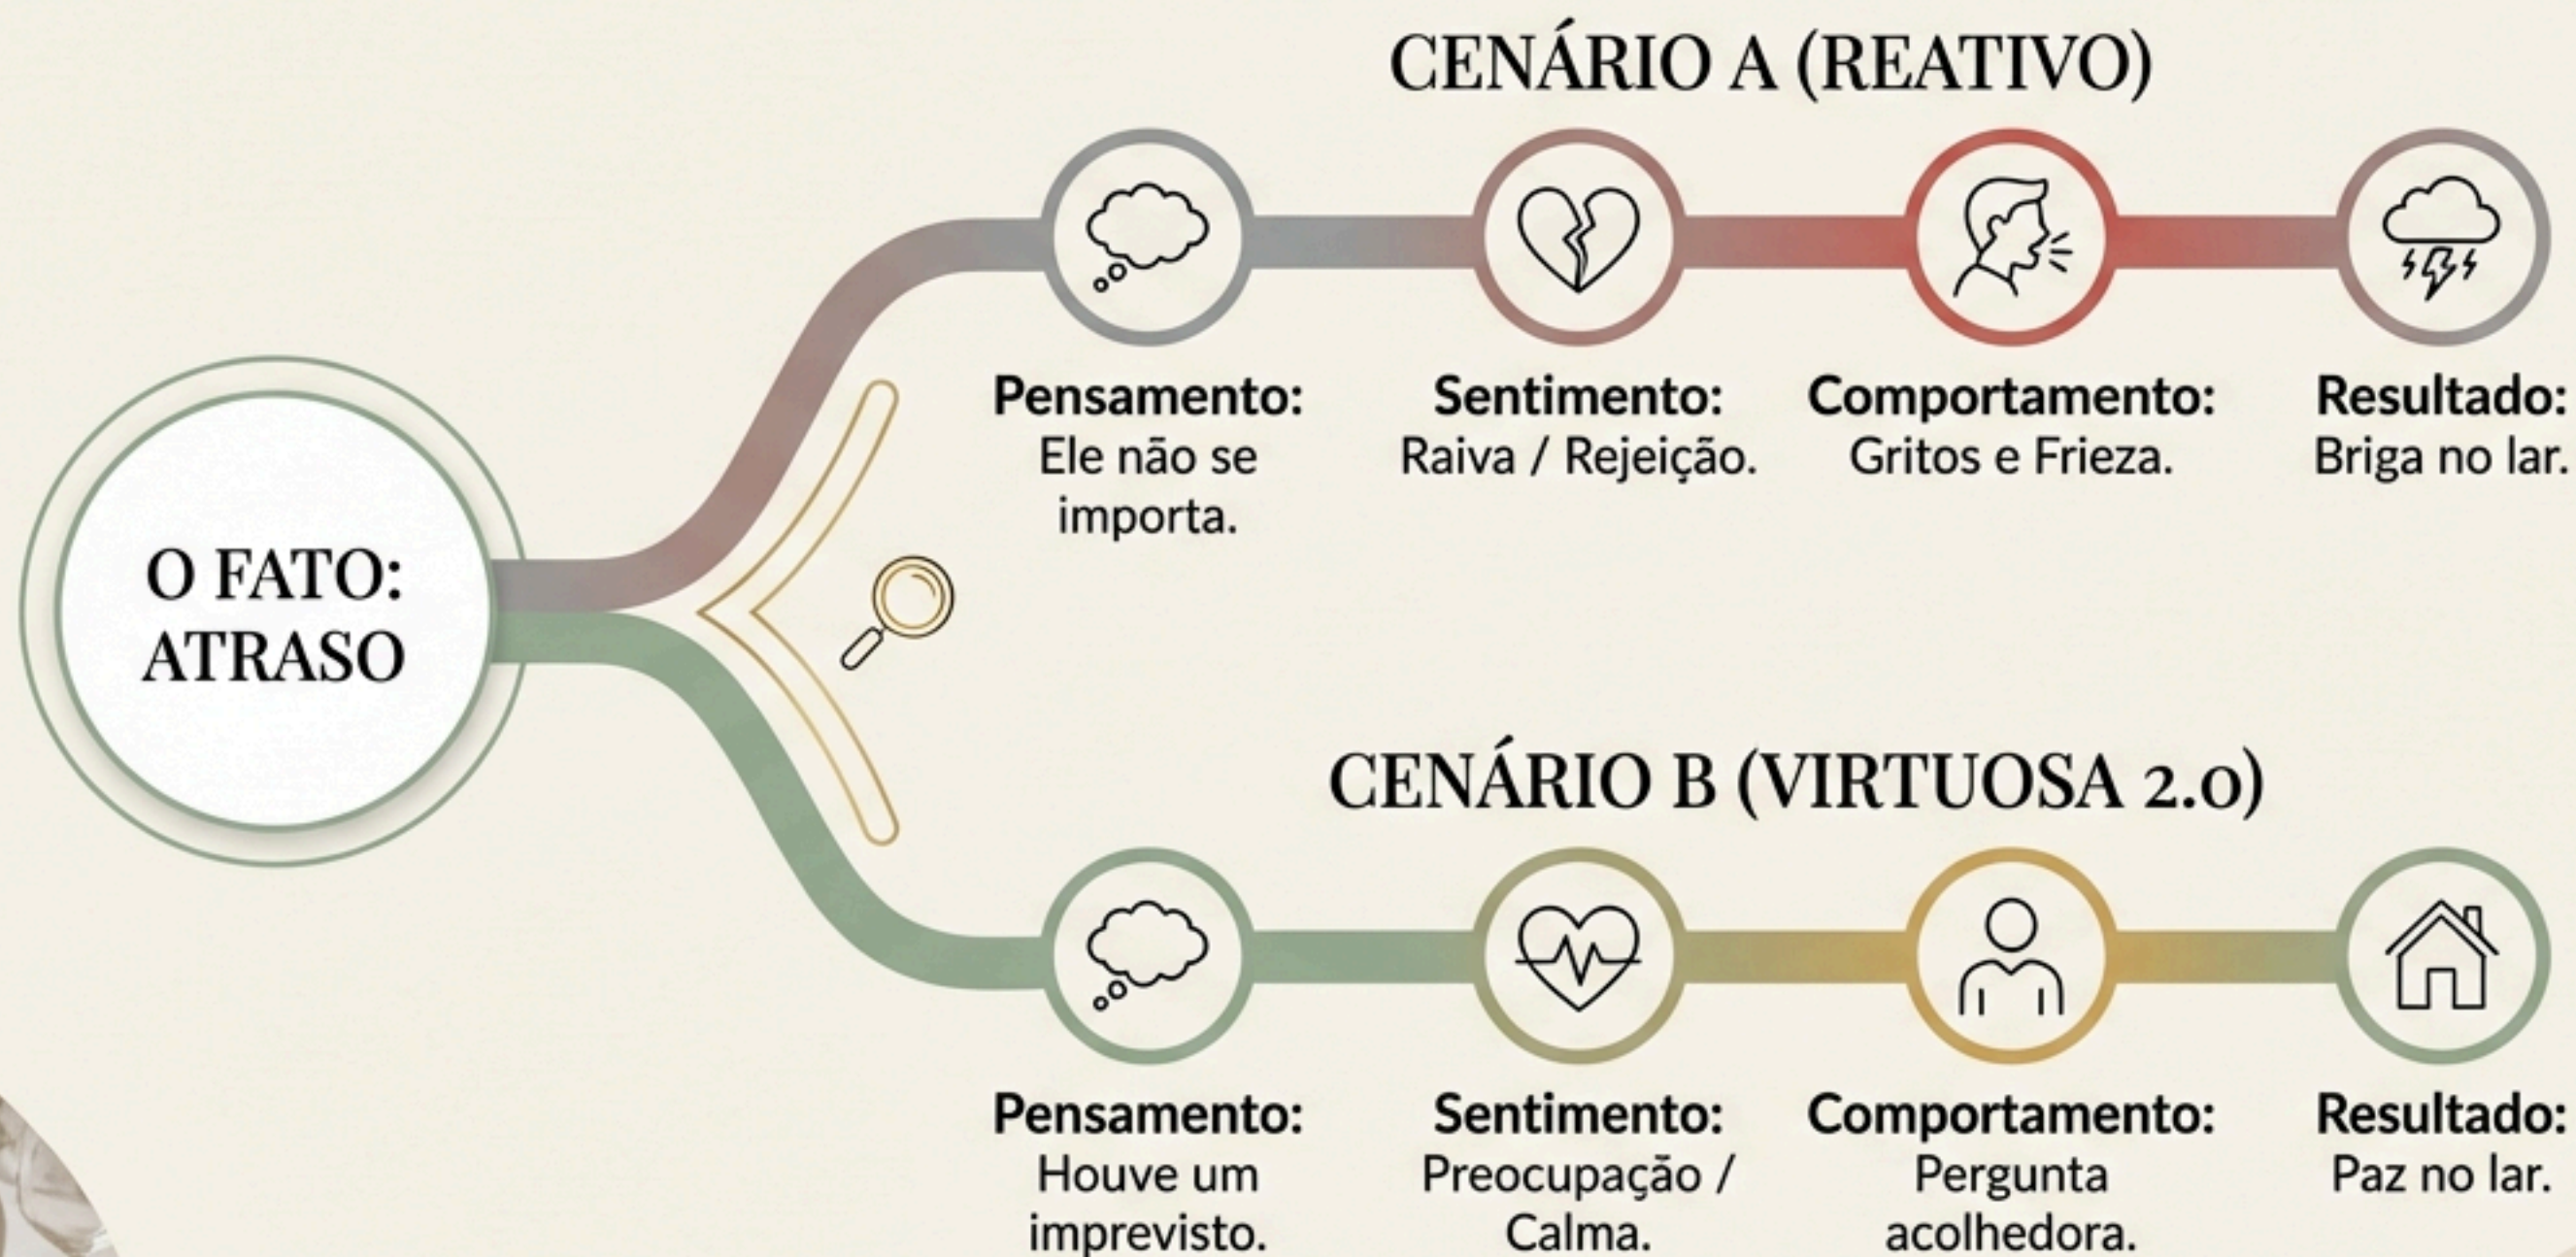 CENÁRIO A (REATIVO)
O FATO:
ATRASO
Pensamento:
Ele não se
importa.
Sentimento:
Raiva / Rejeição.
Comportamento:
Gritos e Frieza.
Resultado:
Briga no lar.
CENÁRIO B (VIRTUOSA 2.0)
Pensamento:
Houve um
imprevisto.
Sentimento:
Preocupação /
Calma.
Comportamento:
Pergunta
acolhedora.
Resultado:
Paz no lar.